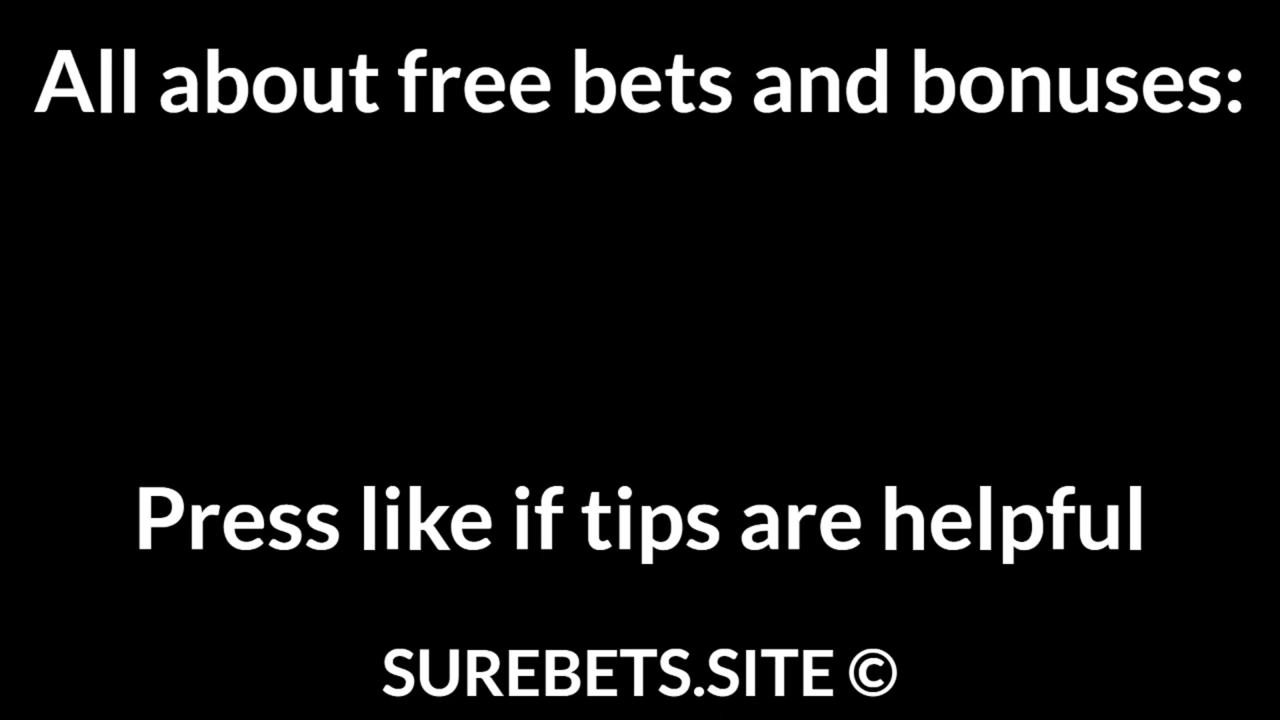 All about free bets and bonuses:
Press like if tips are helpful
SUREBETS.SITE ©